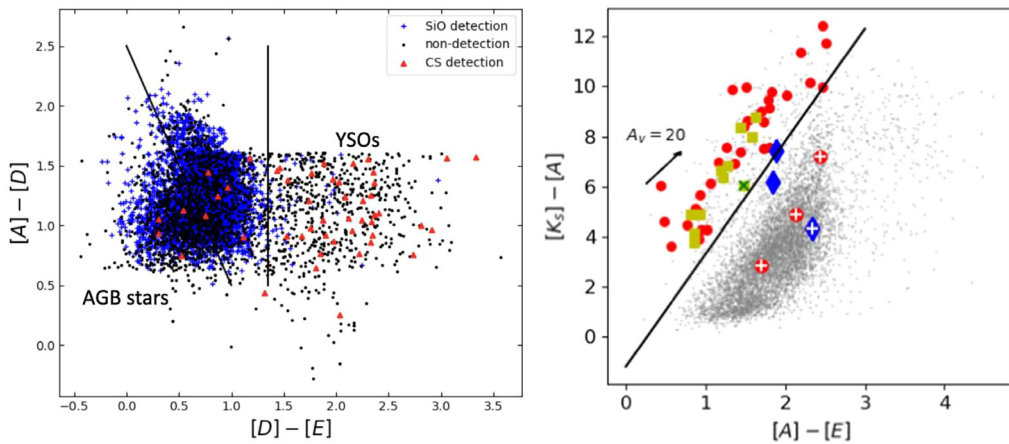 SiO detection
non-detection
CS detection
YSOs
AGB stars
2.5
2.0
1.5
1.0
0.5
0.0
[A] − [D]
−0.5 0.0 0.5 1.0 1.5 2.0 2.5 3.0 3.5
[D] − [E]
12
10
8
6
4
2
0
[Ks] − [A]
AV = 20
0 1 2 3 4
[A] − [E]